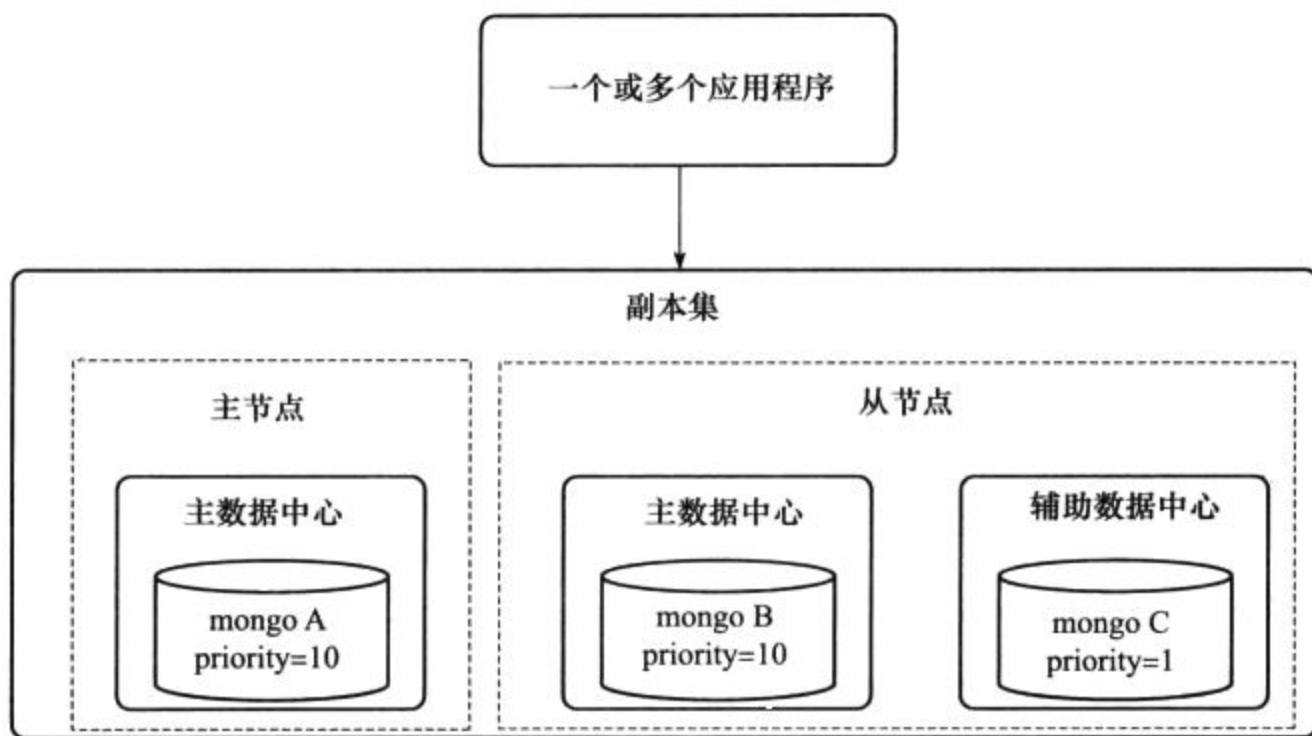 一个或多个应用程序
副本集
主节点
从节点
主数据中心
mongo A
priority=10
主数据中心
mongo B
priority=10
辅助数据中心
mongo C
priority=1